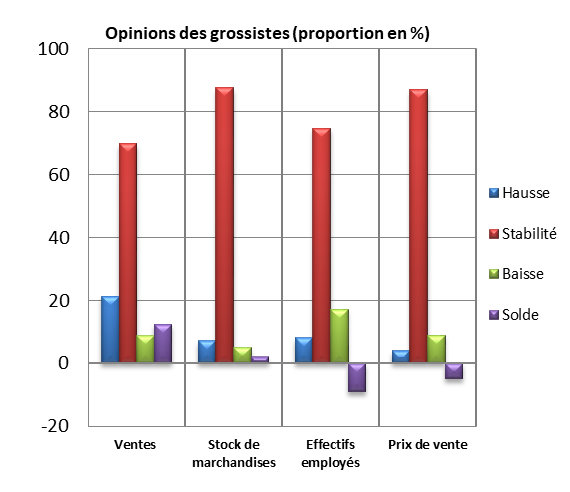 Opinions des grossistes (proportion en %)
100
80
60
40
20
0
-20
Ventes
Stock de
marchandises
Effectifs
employés
Prix de vente
Hausse
Stabilité
Baisse
Solde